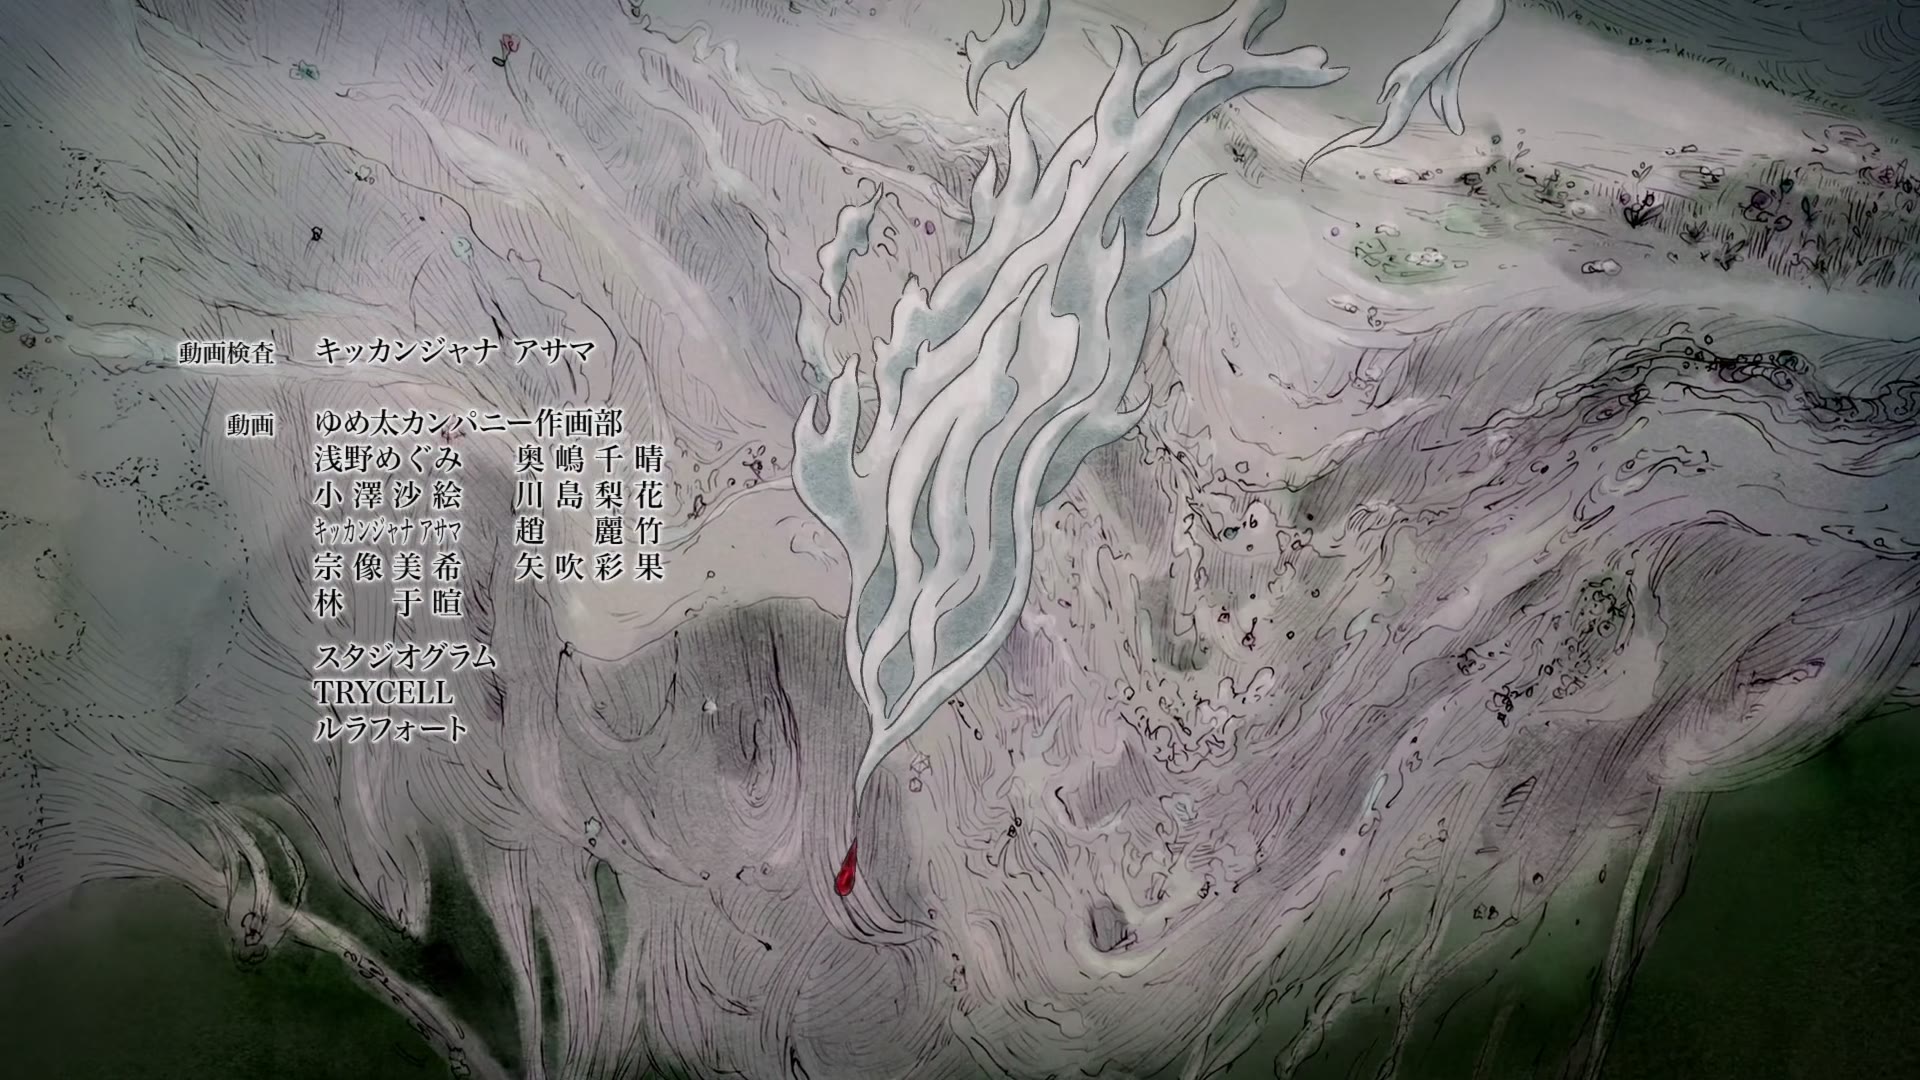 動画検査 キッカンジャナ アサマ
動画 ゆめ太カンパニー作画部
浅野めぐみ 奥嶋千晴
小澤沙絵 川島梨花
キッカンジャナ アサマ 趙麗竹
宗像美希 矢吹彩果
林于暄
スタジオグラム
TRYCELL
ルラフォート